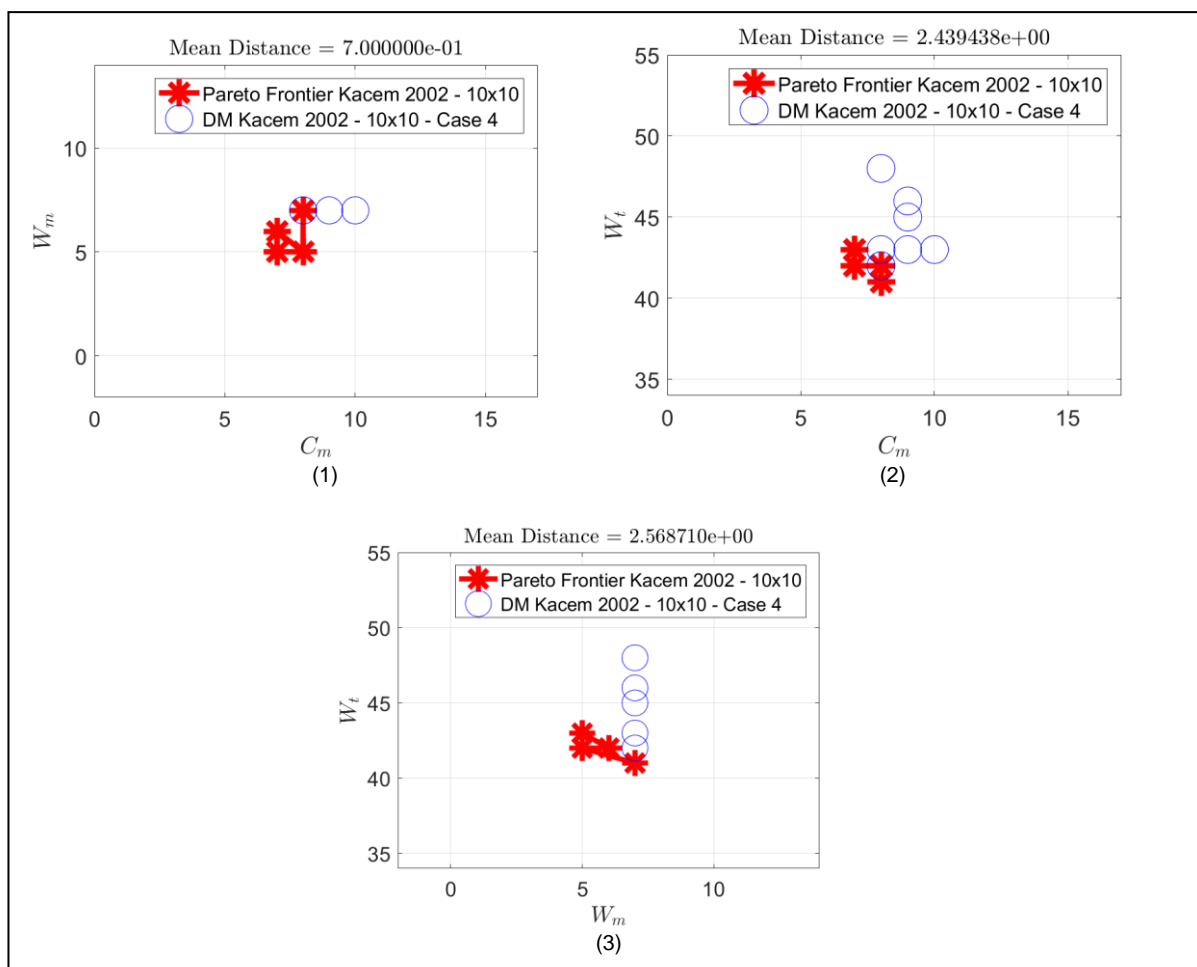 Mean Distance = 7.000000e-01
Pareto Frontier Kacem 2002 - 10x10
DM Kacem 2002 - 10x10 - Case 4
10
5
0
W_m
0
5
10
15
C_m
(1)
Mean Distance = 2.439438e+00
55
Pareto Frontier Kacem 2002 - 10x10
DM Kacem 2002 - 10x10 - Case 4
50
45
40
35
W_t
0
5
10
15
C_m
(2)
Mean Distance = 2.568710e+00
55
Pareto Frontier Kacem 2002 - 10x10
DM Kacem 2002 - 10x10 - Case 4
50
45
40
35
W_t
0
5
10
W_m
(3)